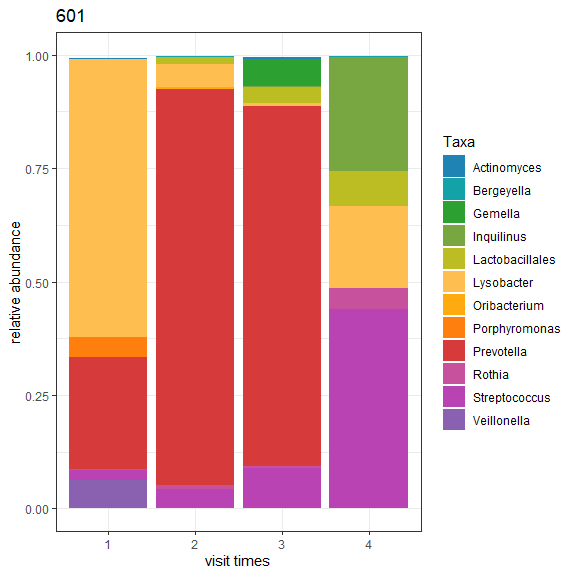 601
1.00
0.75
0.50
0.25
0.00
relative abundance
1 2 3 4
visit times
Taxa
Actinomyces
Bergeyella
Gemella
Inquilinus
Lactobacillales
Lysobacter
Oribacterium
Porphyromonas
Prevotella
Rothia
Streptococcus
Veillonella